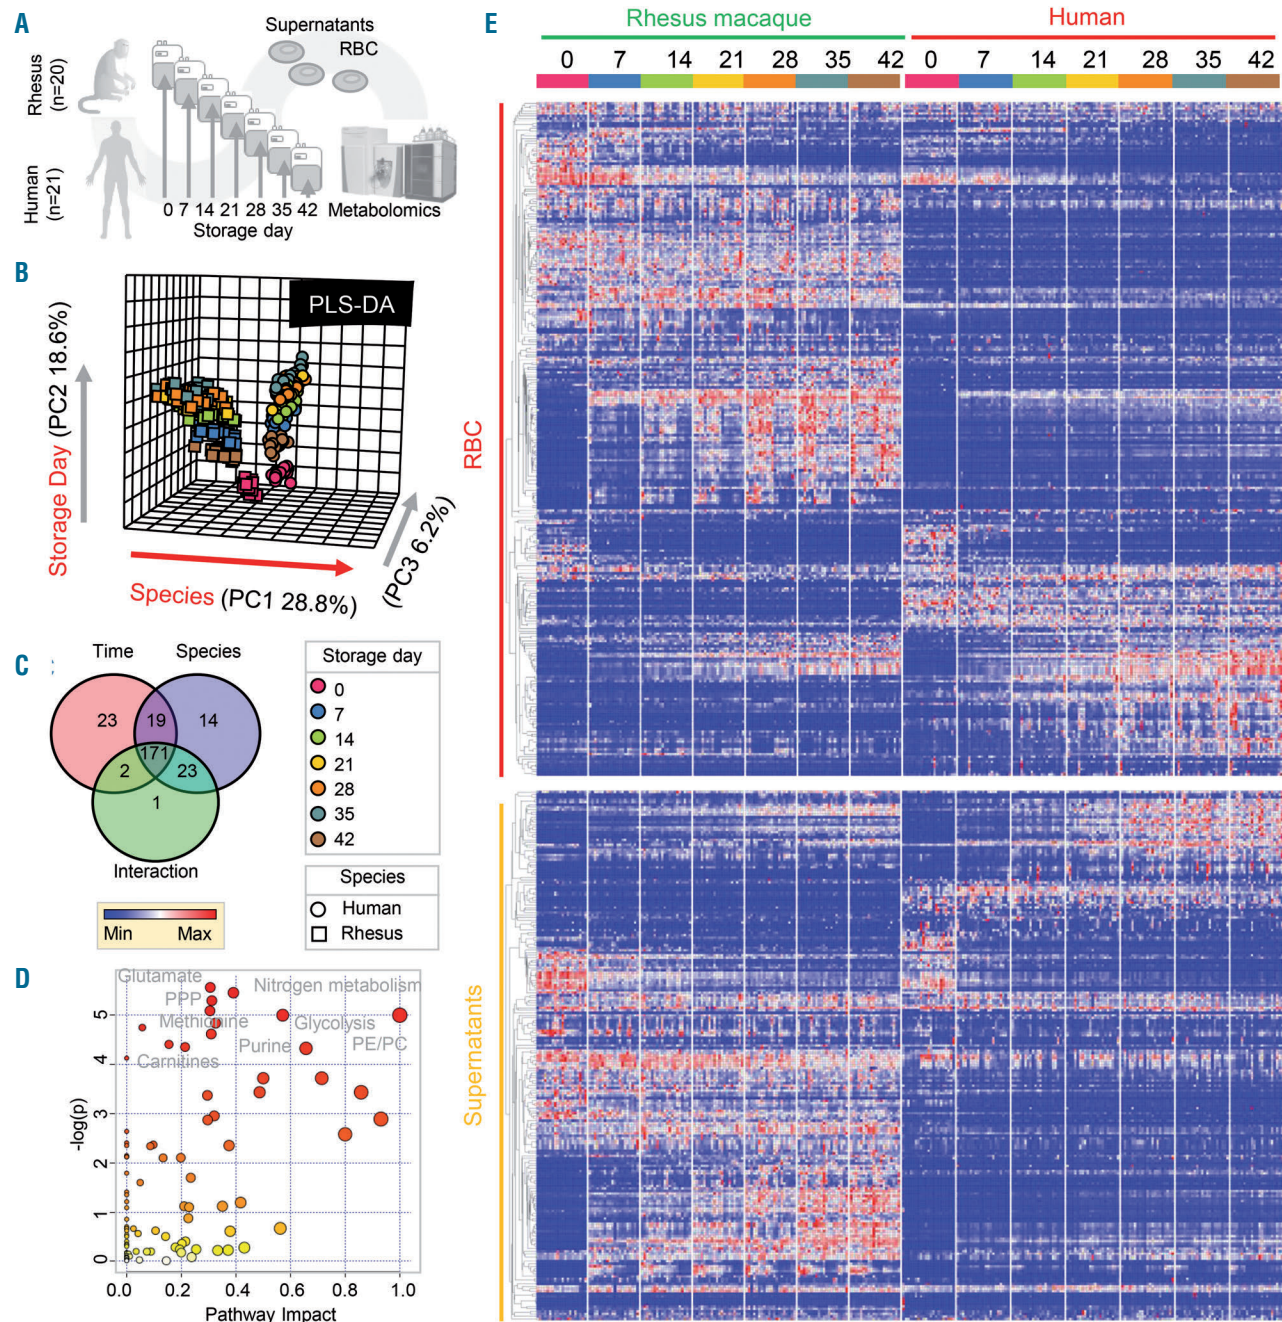 A
Supernatants
RBC
Rhesus
(n=20)
Human
(n=21)
0 7 14 21 28 35 42
Storage day
Metabolomics
B
PLS-DA
Storage Day (PC2 18.6%)
Species (PC1 28.8%)
(PC3 6.2%)
C
Time
Species
23
19
14
171
2
23
1
Interaction
Min
Max
Storage day
0
7
14
21
28
35
42
Species
Human
Rhesus
D
Glutamate
Nitrogen metabolism
PPP
Methionine
Glycolysis
Purine
PE/PC
Carnitines
-log(p)
5
4
3
2
1
0
0.0 0.2 0.4 0.6 0.8 1.0
Pathway Impact
E
Rhesus macaque
Human
0 7 14 21 28 35 42 0 7 14 21 28 35 42
RBC
Supernatants